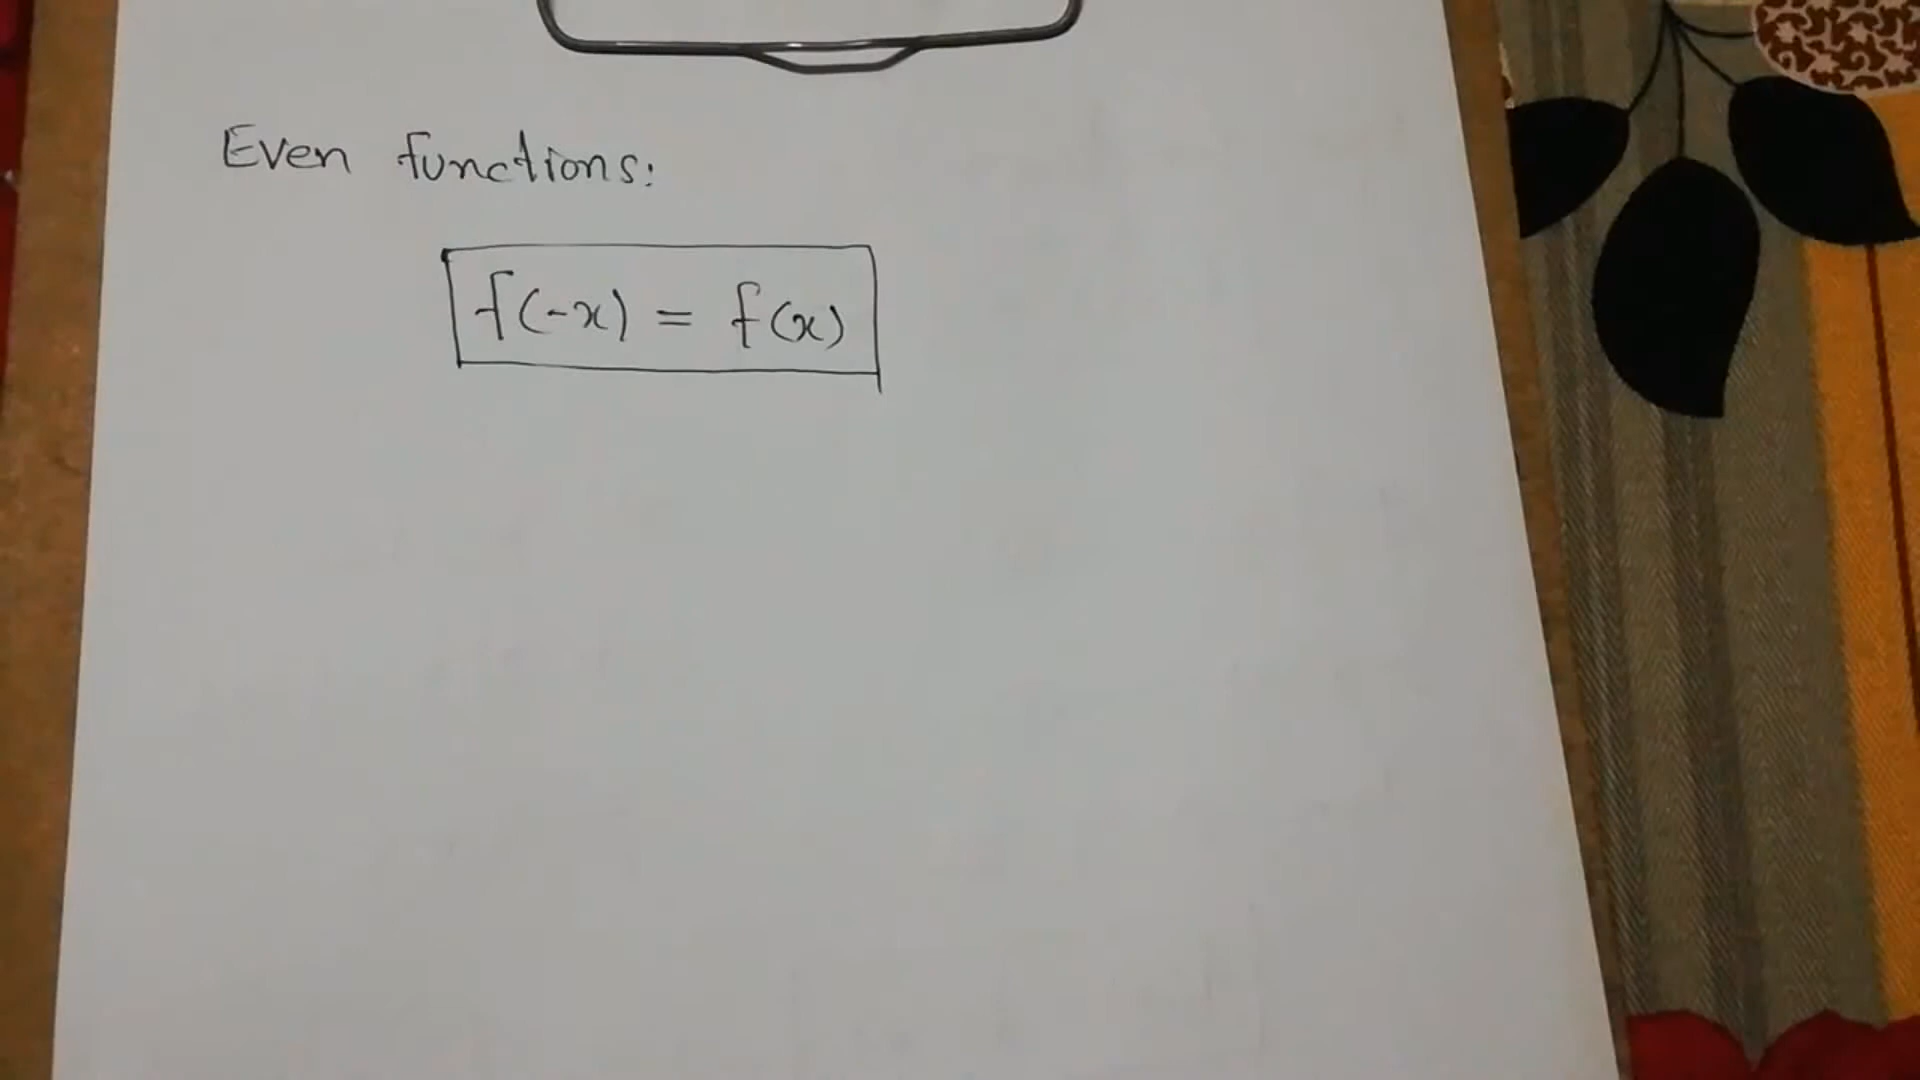 Even functions:
f(-x) = f(x)